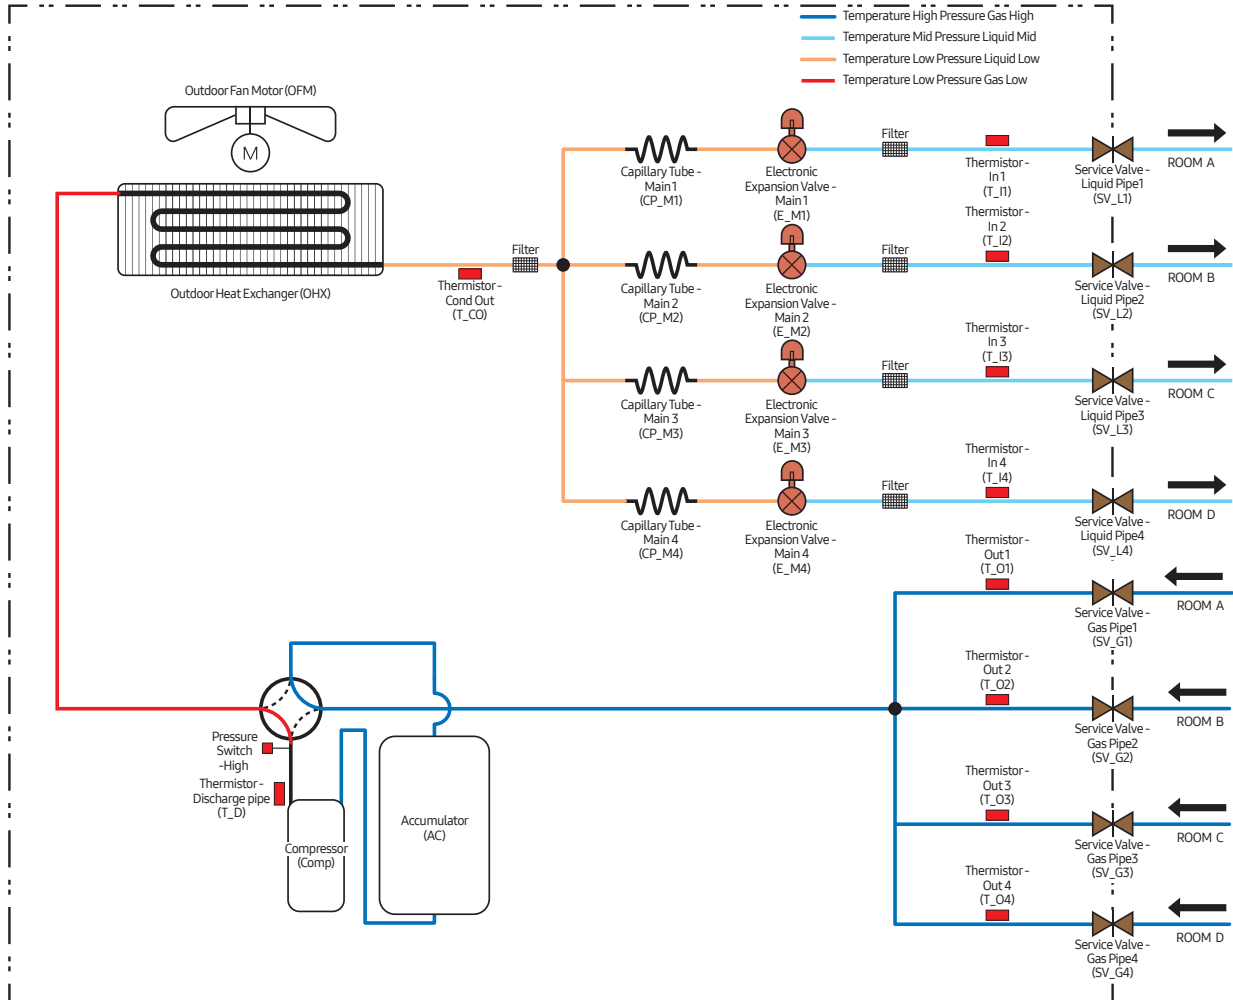 Temperature High Pressure Gas High
Temperature Mid Pressure Liquid Mid
Temperature Low Pressure Liquid Low
Temperature Low Pressure Gas Low
Outdoor Fan Motor (OFM)
M
Outdoor Heat Exchanger (OHX)
Thermistor -
Cond Out
(T_CO)
Filter
Capillary Tube -
Main 1
(CP_M1)
Electronic
Expansion Valve -
Main 1
(E_M1)
Filter
Thermistor -
In 1
(T_I1)
Service Valve -
Liquid Pipe1
(SV_L1)
ROOM A
Capillary Tube -
Main 2
(CP_M2)
Electronic
Expansion Valve -
Main 2
(E_M2)
Filter
Thermistor -
In 2
(T_I2)
Service Valve -
Liquid Pipe2
(SV_L2)
ROOM B
Capillary Tube -
Main 3
(CP_M3)
Electronic
Expansion Valve -
Main 3
(E_M3)
Filter
Thermistor -
In 3
(T_I3)
Service Valve -
Liquid Pipe3
(SV_L3)
ROOM C
Capillary Tube -
Main 4
(CP_M4)
Electronic
Expansion Valve -
Main 4
(E_M4)
Filter
Thermistor -
In 4
(T_I4)
Service Valve -
Liquid Pipe4
(SV_L4)
ROOM D
Thermistor -
Out 1
(T_O1)
Service Valve -
Gas Pipe1
(SV_G1)
ROOM A
Thermistor -
Out 2
(T_O2)
Service Valve -
Gas Pipe2
(SV_G2)
ROOM B
Thermistor -
Out 3
(T_O3)
Service Valve -
Gas Pipe3
(SV_G3)
ROOM C
Thermistor -
Out 4
(T_O4)
Service Valve -
Gas Pipe4
(SV_G4)
ROOM D
Pressure
Switch
-High
Thermistor -
Discharge pipe
(T_D)
Compressor
(Comp)
Accumulator
(AC)